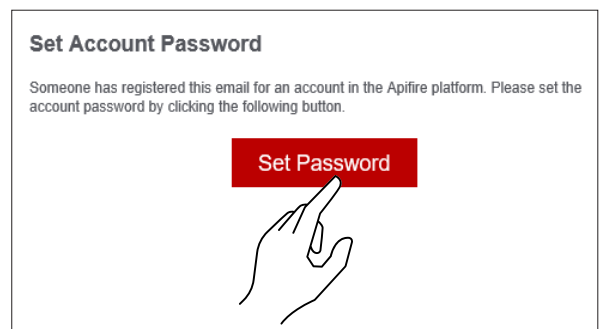 Set Account Password
Someone has registered this email for an account in the Apifire platform. Please set the
account password by clicking the following button.
Set Password